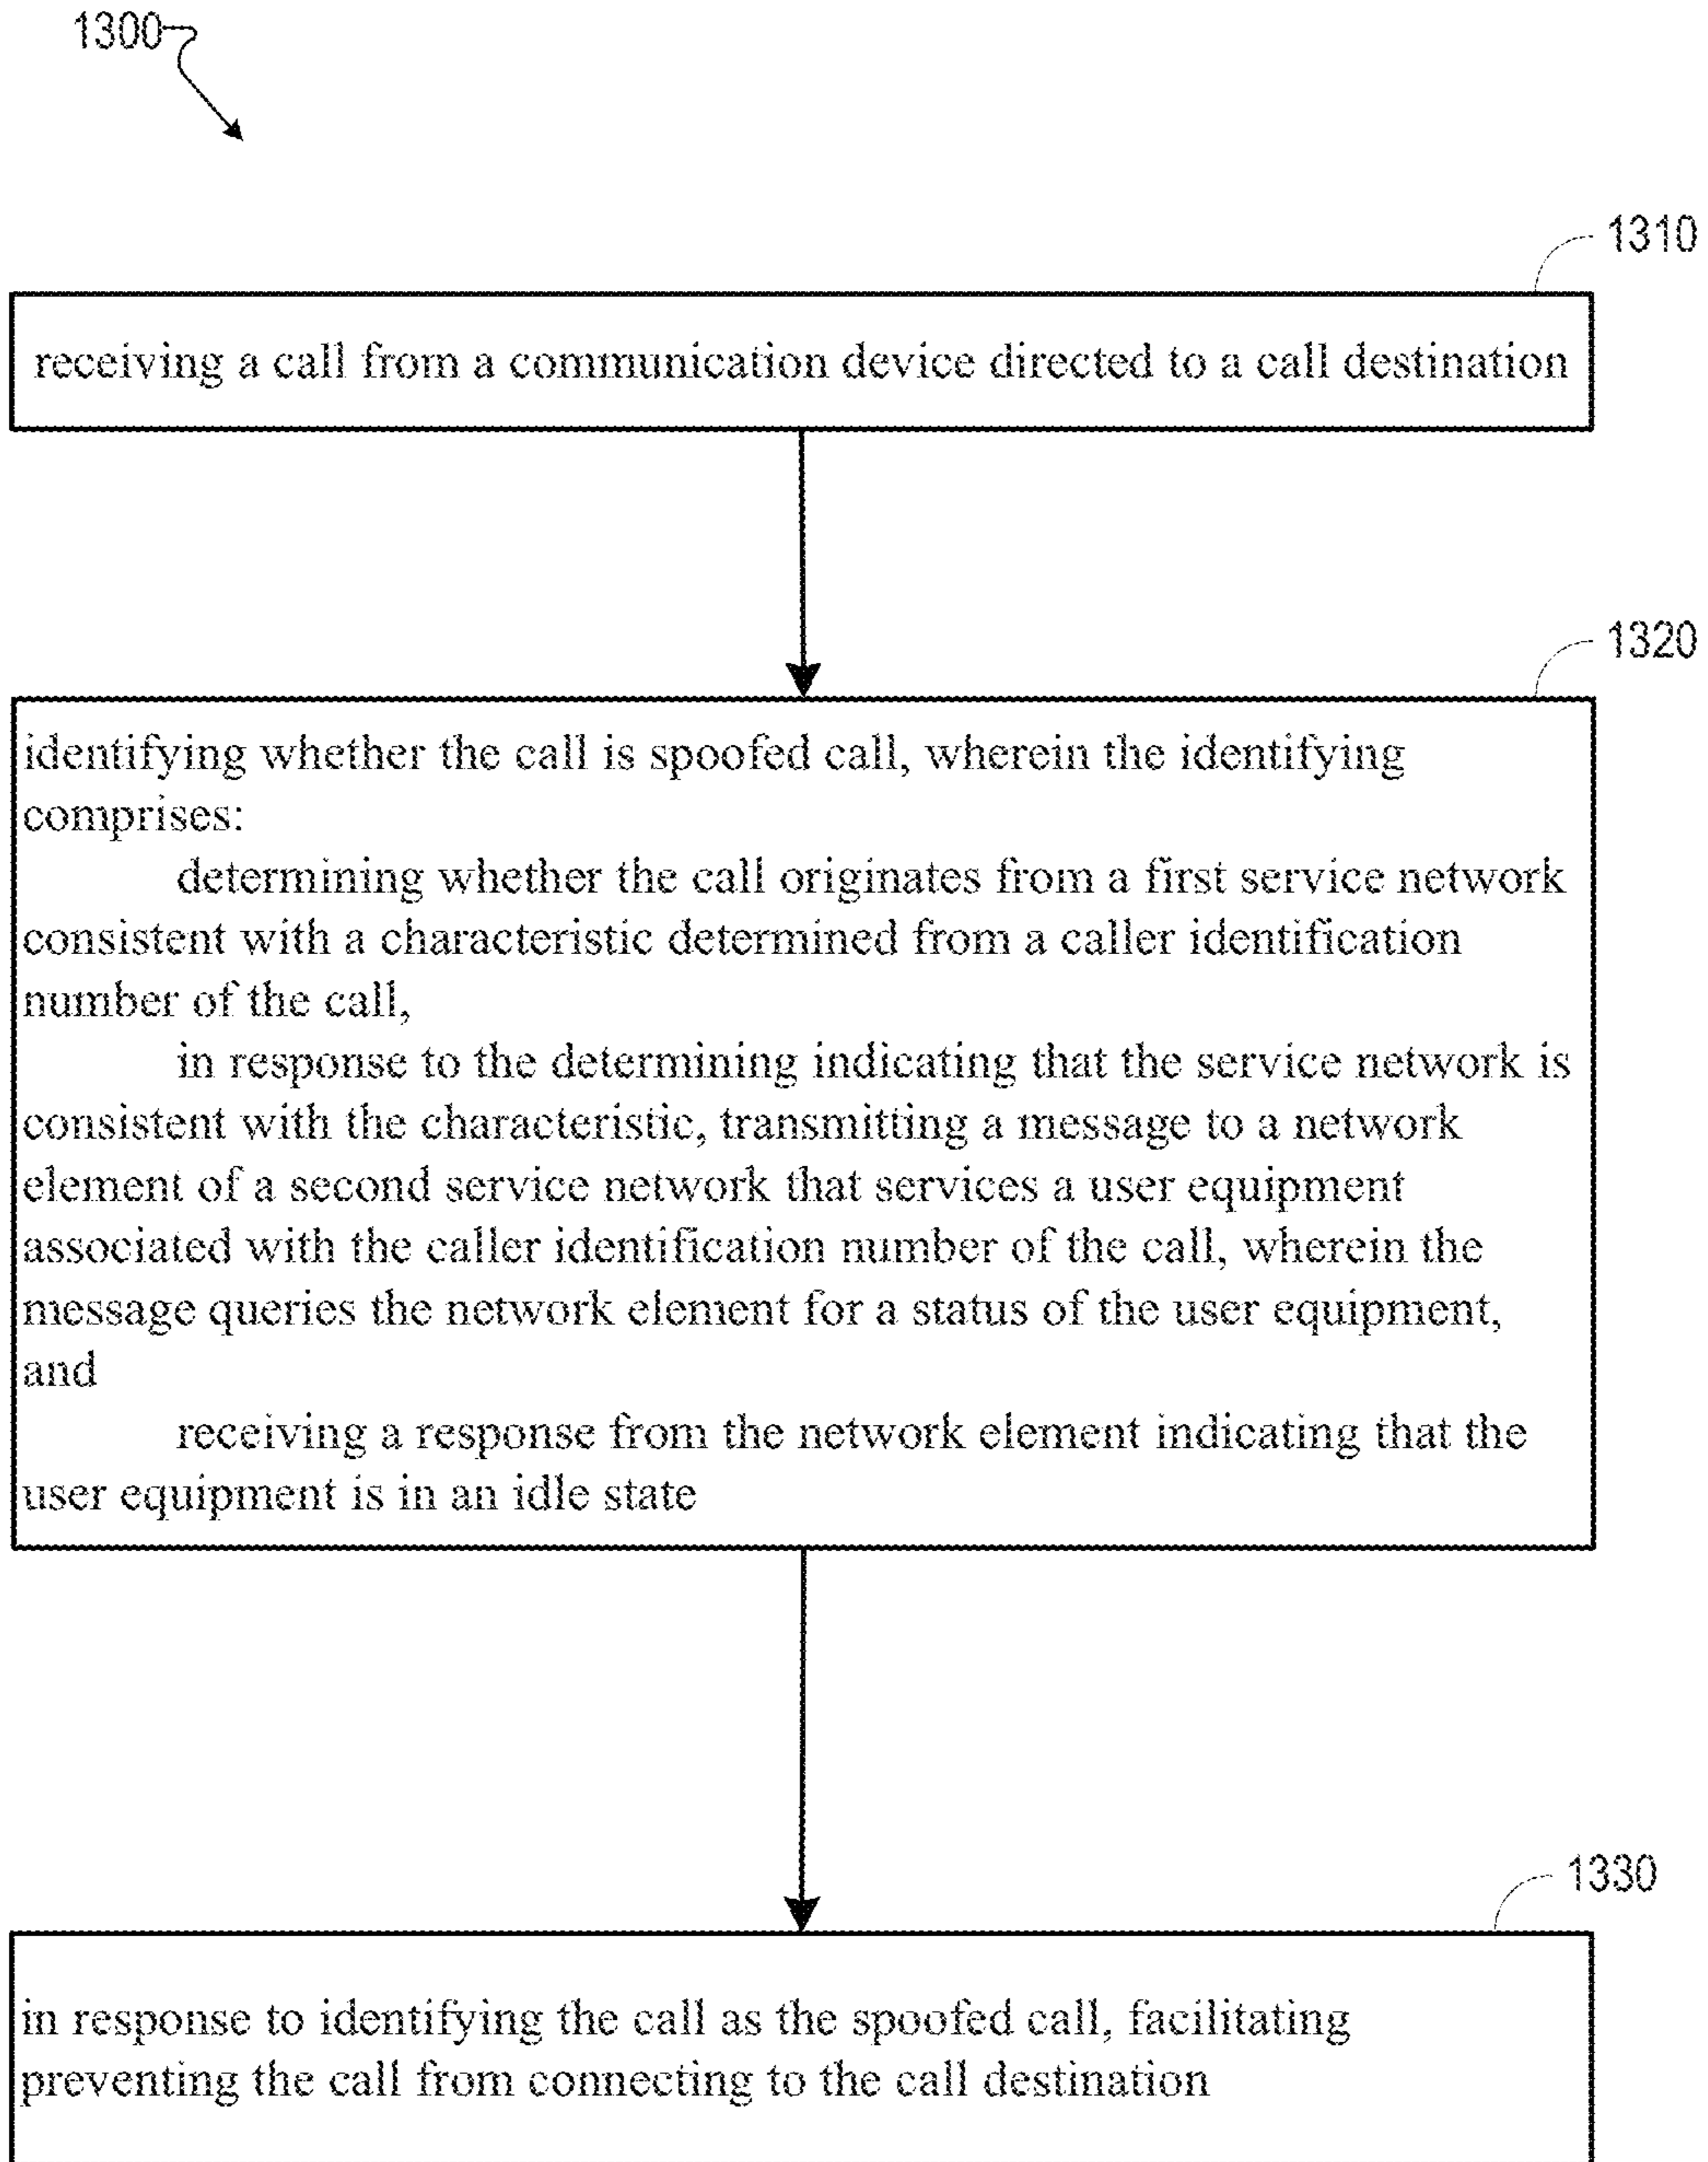 1300
1310
receiving a call from a communication device directed to a call destination
1320
identifying whether the call is spoofed call, wherein the identifying
comprises:
determining whether the call originates from a first service network
consistent with a characteristic determined from a caller identification
number of the call,
in response to the determining indicating that the service network is
consistent with the characteristic, transmitting a message to a network
element of a second service network that services a user equipment
associated with the caller identification number of the call, wherein the
message queries the network element for a status of the user equipment,
and
receiving a response from the network element indicating that the
user equipment is in an idle state
1330
in response to identifying the call as the spoofed call, facilitating
preventing the call from connecting to the call destination